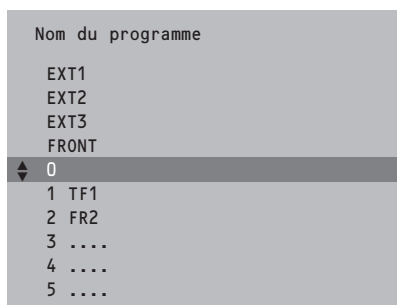 Nom du programme
EXT1
EXT2
EXT3
FRONT
0
1 TF1
2 FR2
3 ....
4 ....
5 ....